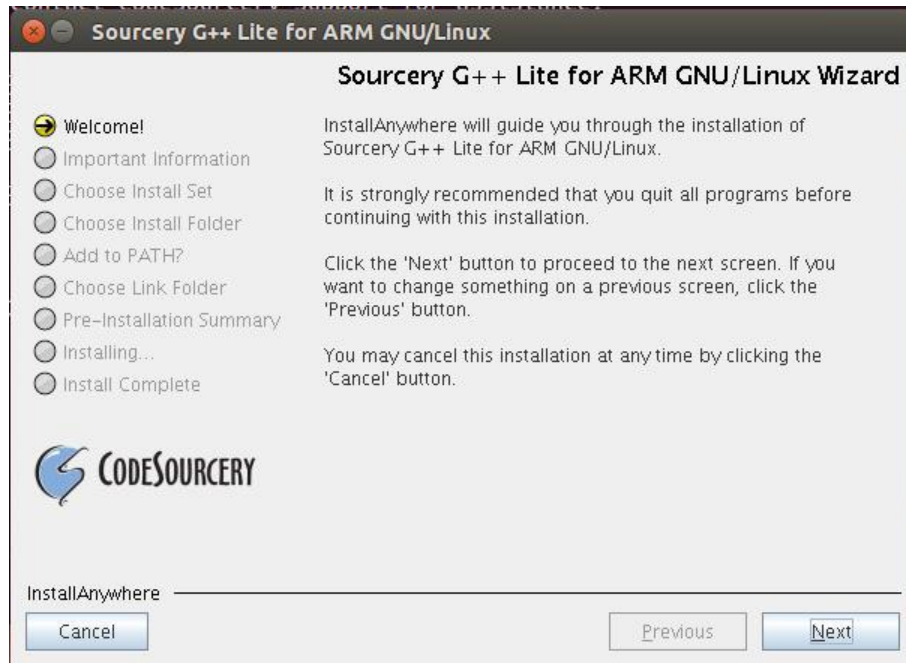 Sourcery G++ Lite for ARM GNU/Linux
Sourcery G++ Lite for ARM GNU/Linux Wizard
Welcome!
Important Information
Choose Install Set
Choose Install Folder
Add to PATH?
Choose Link Folder
Pre-Installation Summary
Installing...
Install Complete
InstallAnywhere will guide you through the installation of
Sourcery G++ Lite for ARM GNU/Linux.
It is strongly recommended that you quit all programs before
continuing with this installation.
Click the 'Next' button to proceed to the next screen. If you
want to change something on a previous screen, click the
'Previous' button.
You may cancel this installation at any time by clicking the
'Cancel' button.
CODESOURCERY
InstallAnywhere
Cancel
Previous
Next